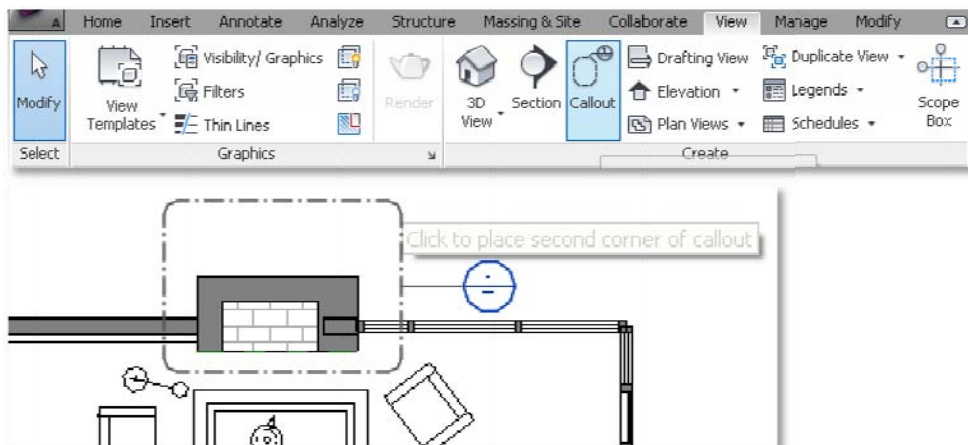 A Home Insert Annotate Analyze Structure Massing & Site Collaborate View Manage Modify
Modify
View
Templates
Visibility/ Graphics
Filters
Thin Lines
Render
3D
View
Section
Callout
Drafting View
Elevation
Plan Views
Duplicate View
Legends
Schedules
Scope
Box
Select
Graphics
Create
Click to place second corner of callout